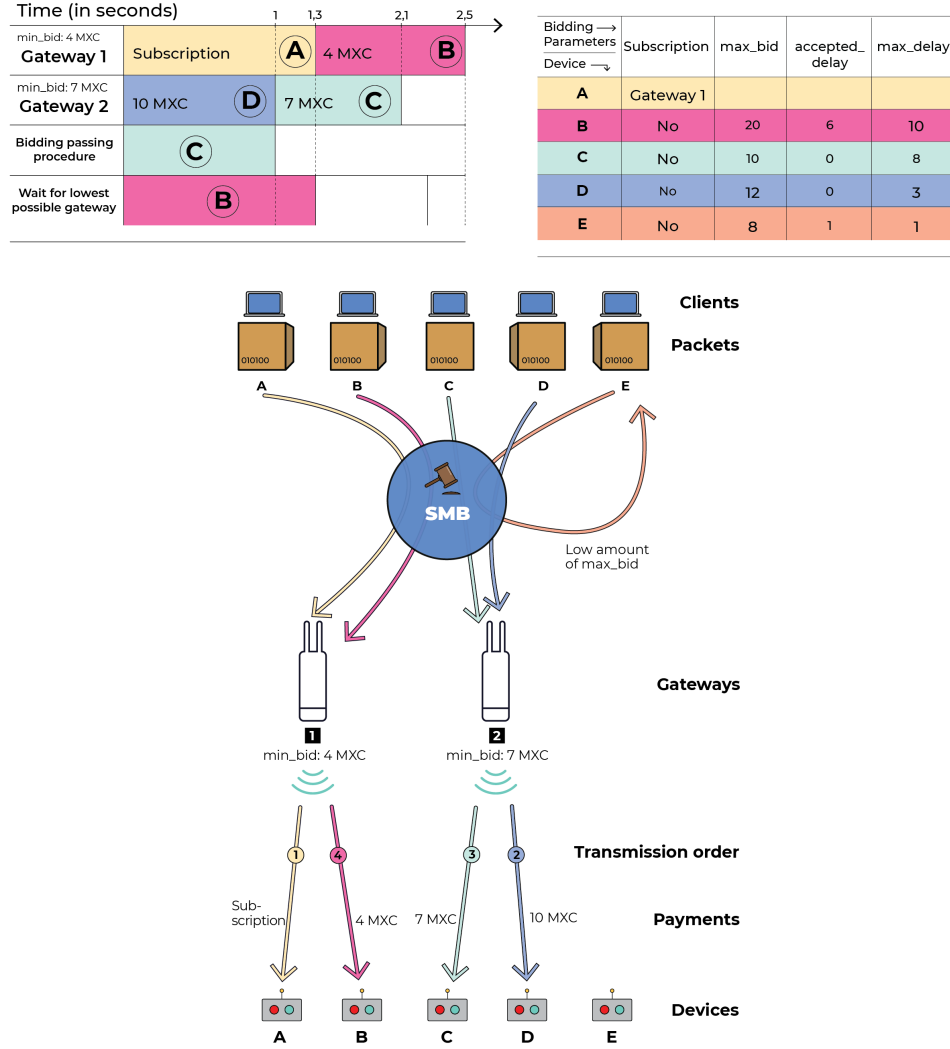 Time (in seconds)
1
1,3
2,1
2,5
min_bid: 4 MXC
Gateway 1
Subscription
A
4 MXC
B
min_bid: 7 MXC
Gateway 2
10 MXC
D
7 MXC
C
Bidding passing
procedure
C
Wait for lowest
possible gateway
B
Bidding
Parameters
Device
Subscription
max_bid
accepted_
delay
max_delay
A
Gateway 1
B
No
20
6
10
C
No
10
0
8
D
No
12
0
3
E
No
8
1
1
Clients
Packets
010100
010100
010100
010100
010100
A
B
C
D
E
SMB
Low amount
of max_bid
Gateways
1
2
min_bid: 4 MXC
min_bid: 7 MXC
1
4
3
2
Transmission order
Sub-
scription
4 MXC
7 MXC
10 MXC
Payments
Devices
A
B
C
D
E